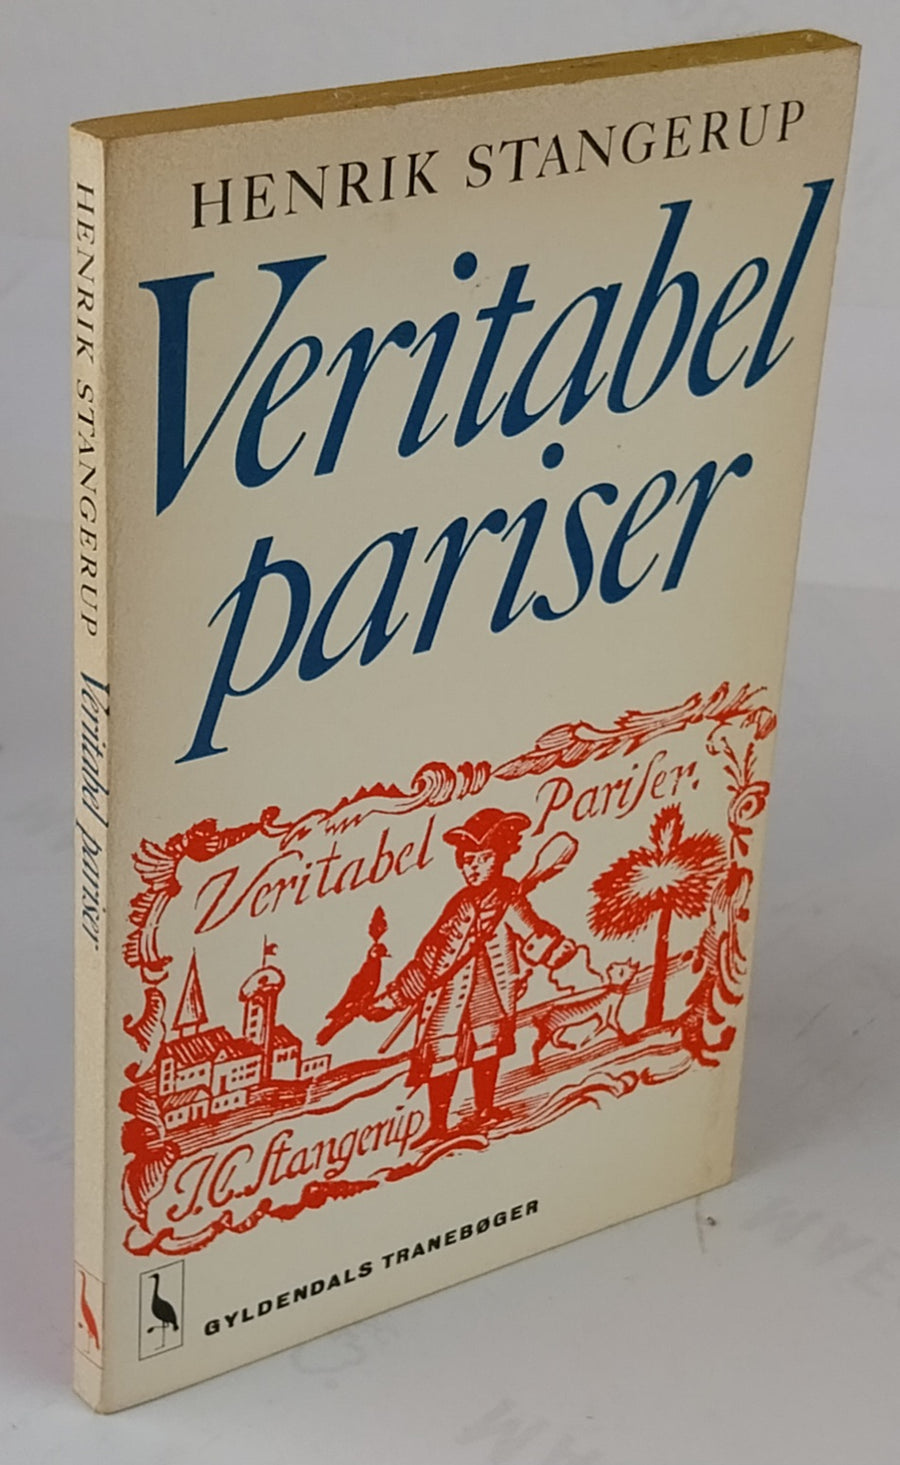 HENRIK STANGERUP
Veritabel
pariser
Veritabel Pariſer.
J.C. Stangerup
GYLDENDALS TRANEBØGER
HENRIK STANGERUP Veritabel pariser